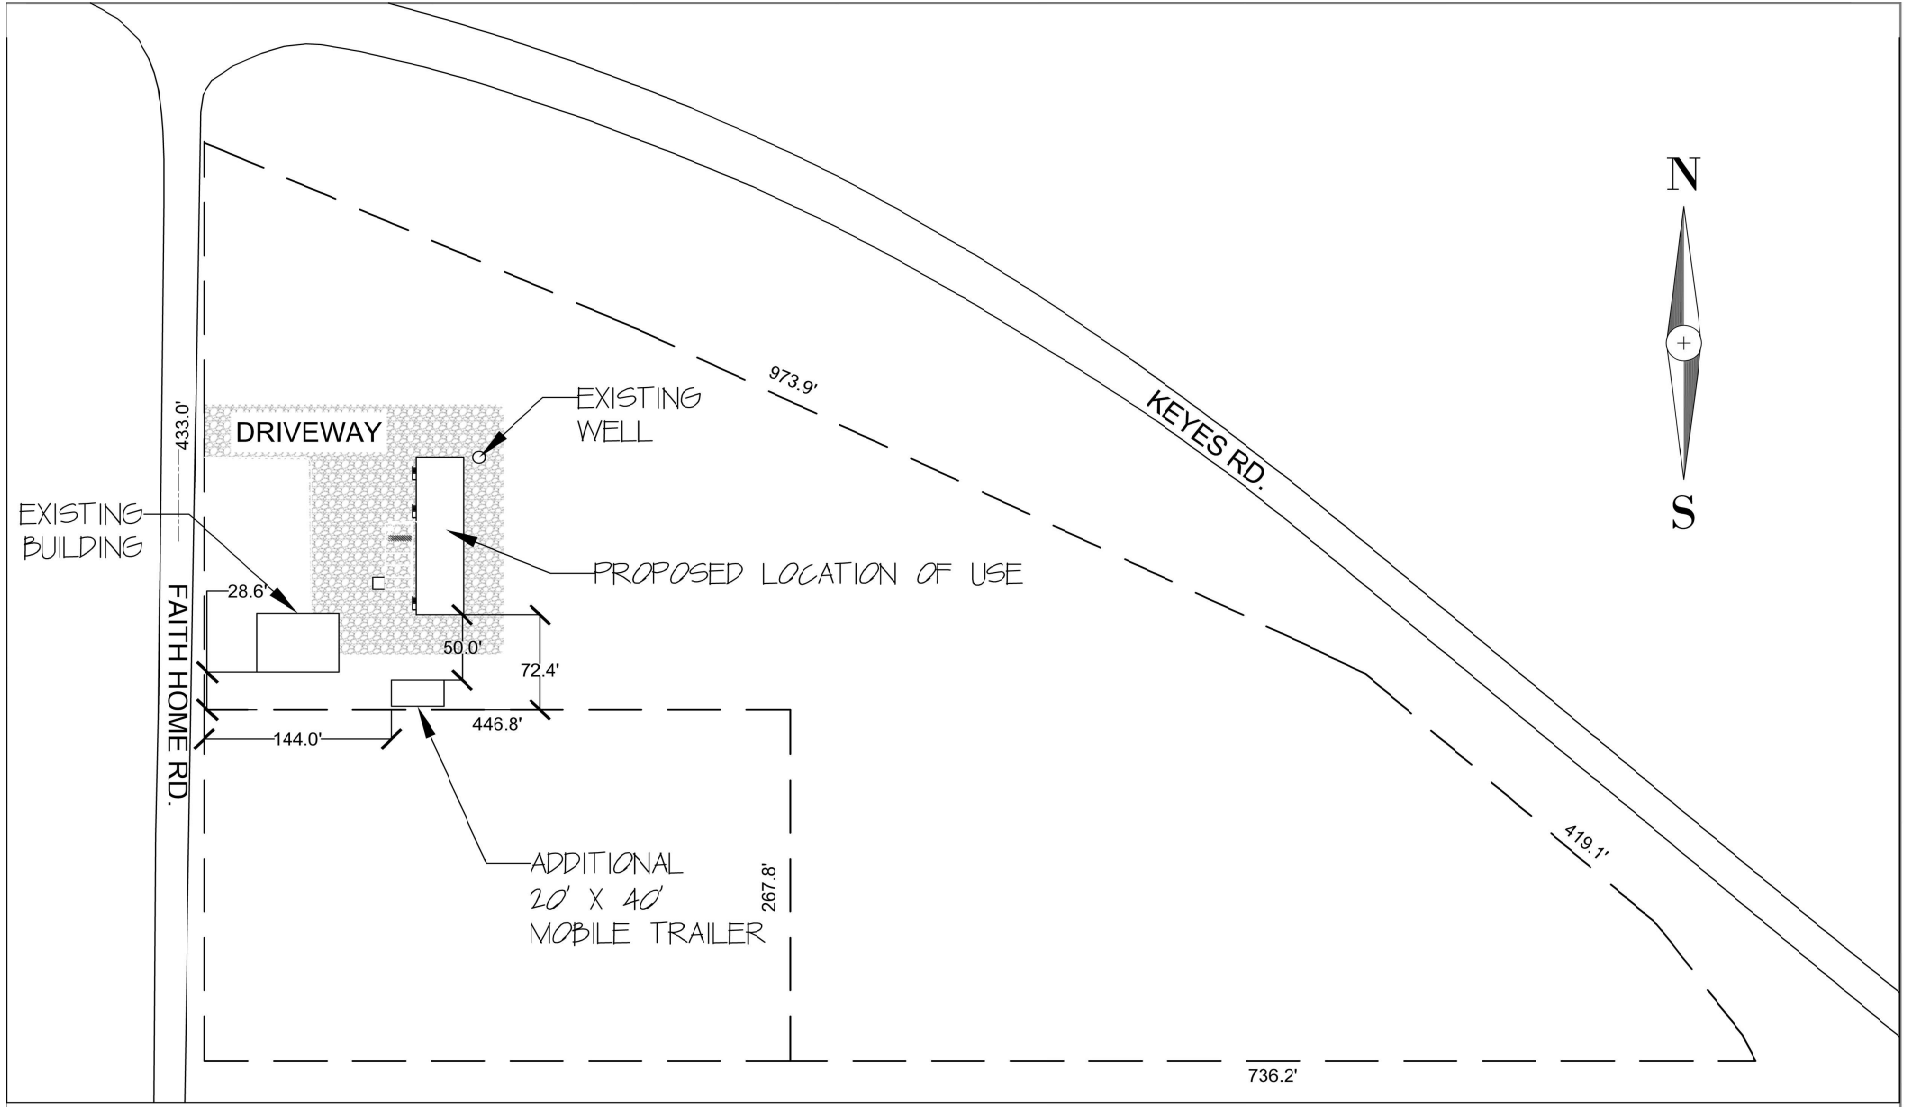 N
973.9'
EXISTING
WELL
KEYES RD.
433.0'
DRIVEWAY
S
EXISTING
BUILDING
PROPOSED LOCATION OF USE
28.6'
FAITH HOME RD.
50.0'
72.4'
446.8'
144.0'
419.1'
ADDITIONAL
20' X 40'
MOBILE TRAILER
267.8'
736.2'